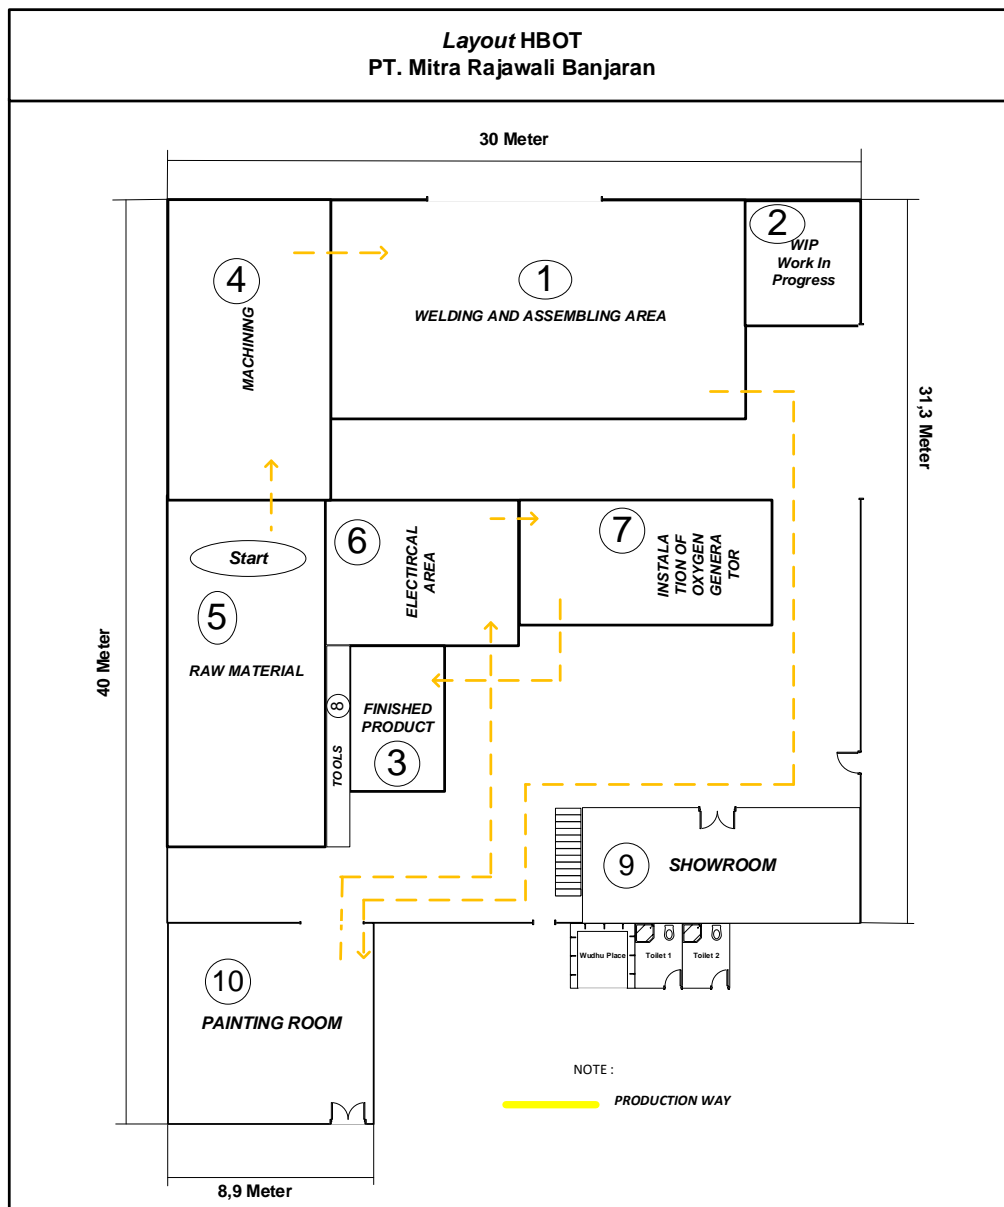 Layout HBOT
PT. Mitra Rajawali Banjaran
30 Meter
2
WIP
Work In
Progress
4
MACHINING
1
WELDING AND ASSEMBLING AREA
31,3 Meter
40 Meter
Start
5
RAW MATERIAL
6
ELECTIRCAL
AREA
7
INSTALA
TION OF
OXYGEN
GENERA
TOR
8
TOOLS
FINISHED
PRODUCT
3
9
SHOWROOM
Wudhu Place
Toilet 1
Toilet 2
10
PAINTING ROOM
NOTE :
PRODUCTION WAY
8,9 Meter